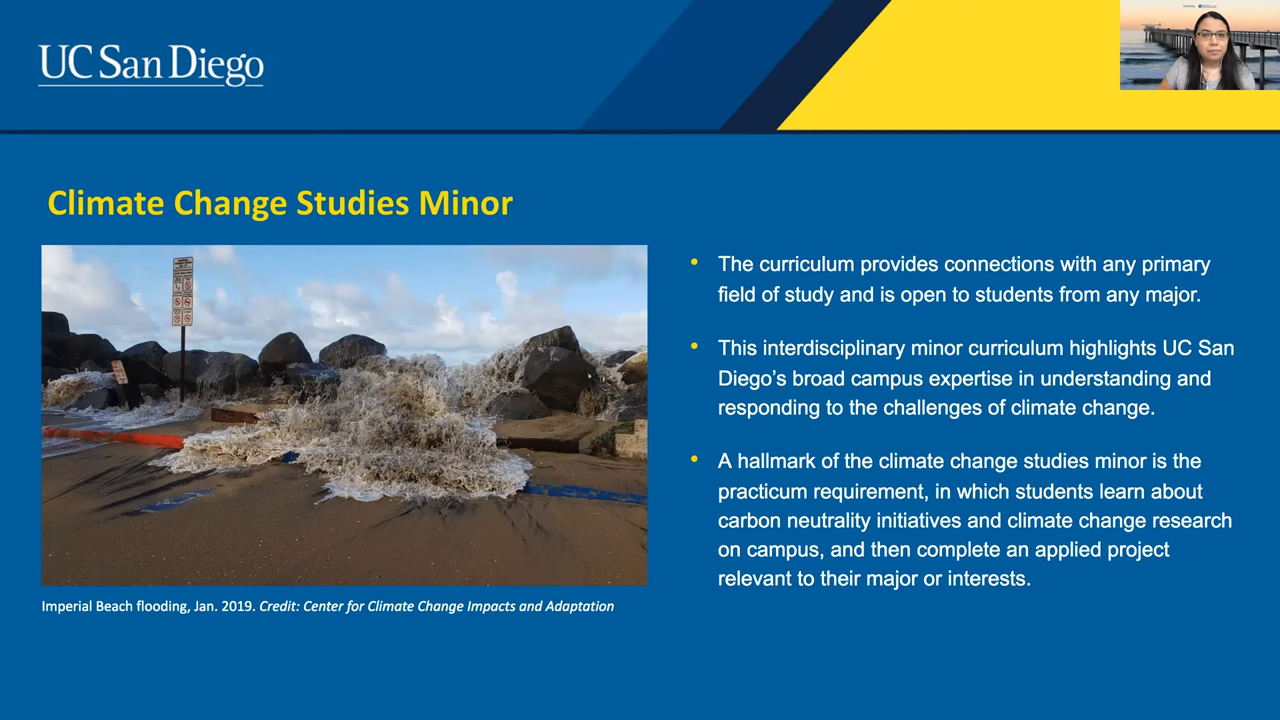 UC San Diego
Climate Change Studies Minor
• The curriculum provides connections with any primary
field of study and is open to students from any major.
• This interdisciplinary minor curriculum highlights UC San
Diego’s broad campus expertise in understanding and
responding to the challenges of climate change.
• A hallmark of the climate change studies minor is the
practicum requirement, in which students learn about
carbon neutrality initiatives and climate change research
on campus, and then complete an applied project
relevant to their major or interests.
Imperial Beach flooding, Jan. 2019. Credit: Center for Climate Change Impacts and Adaptation